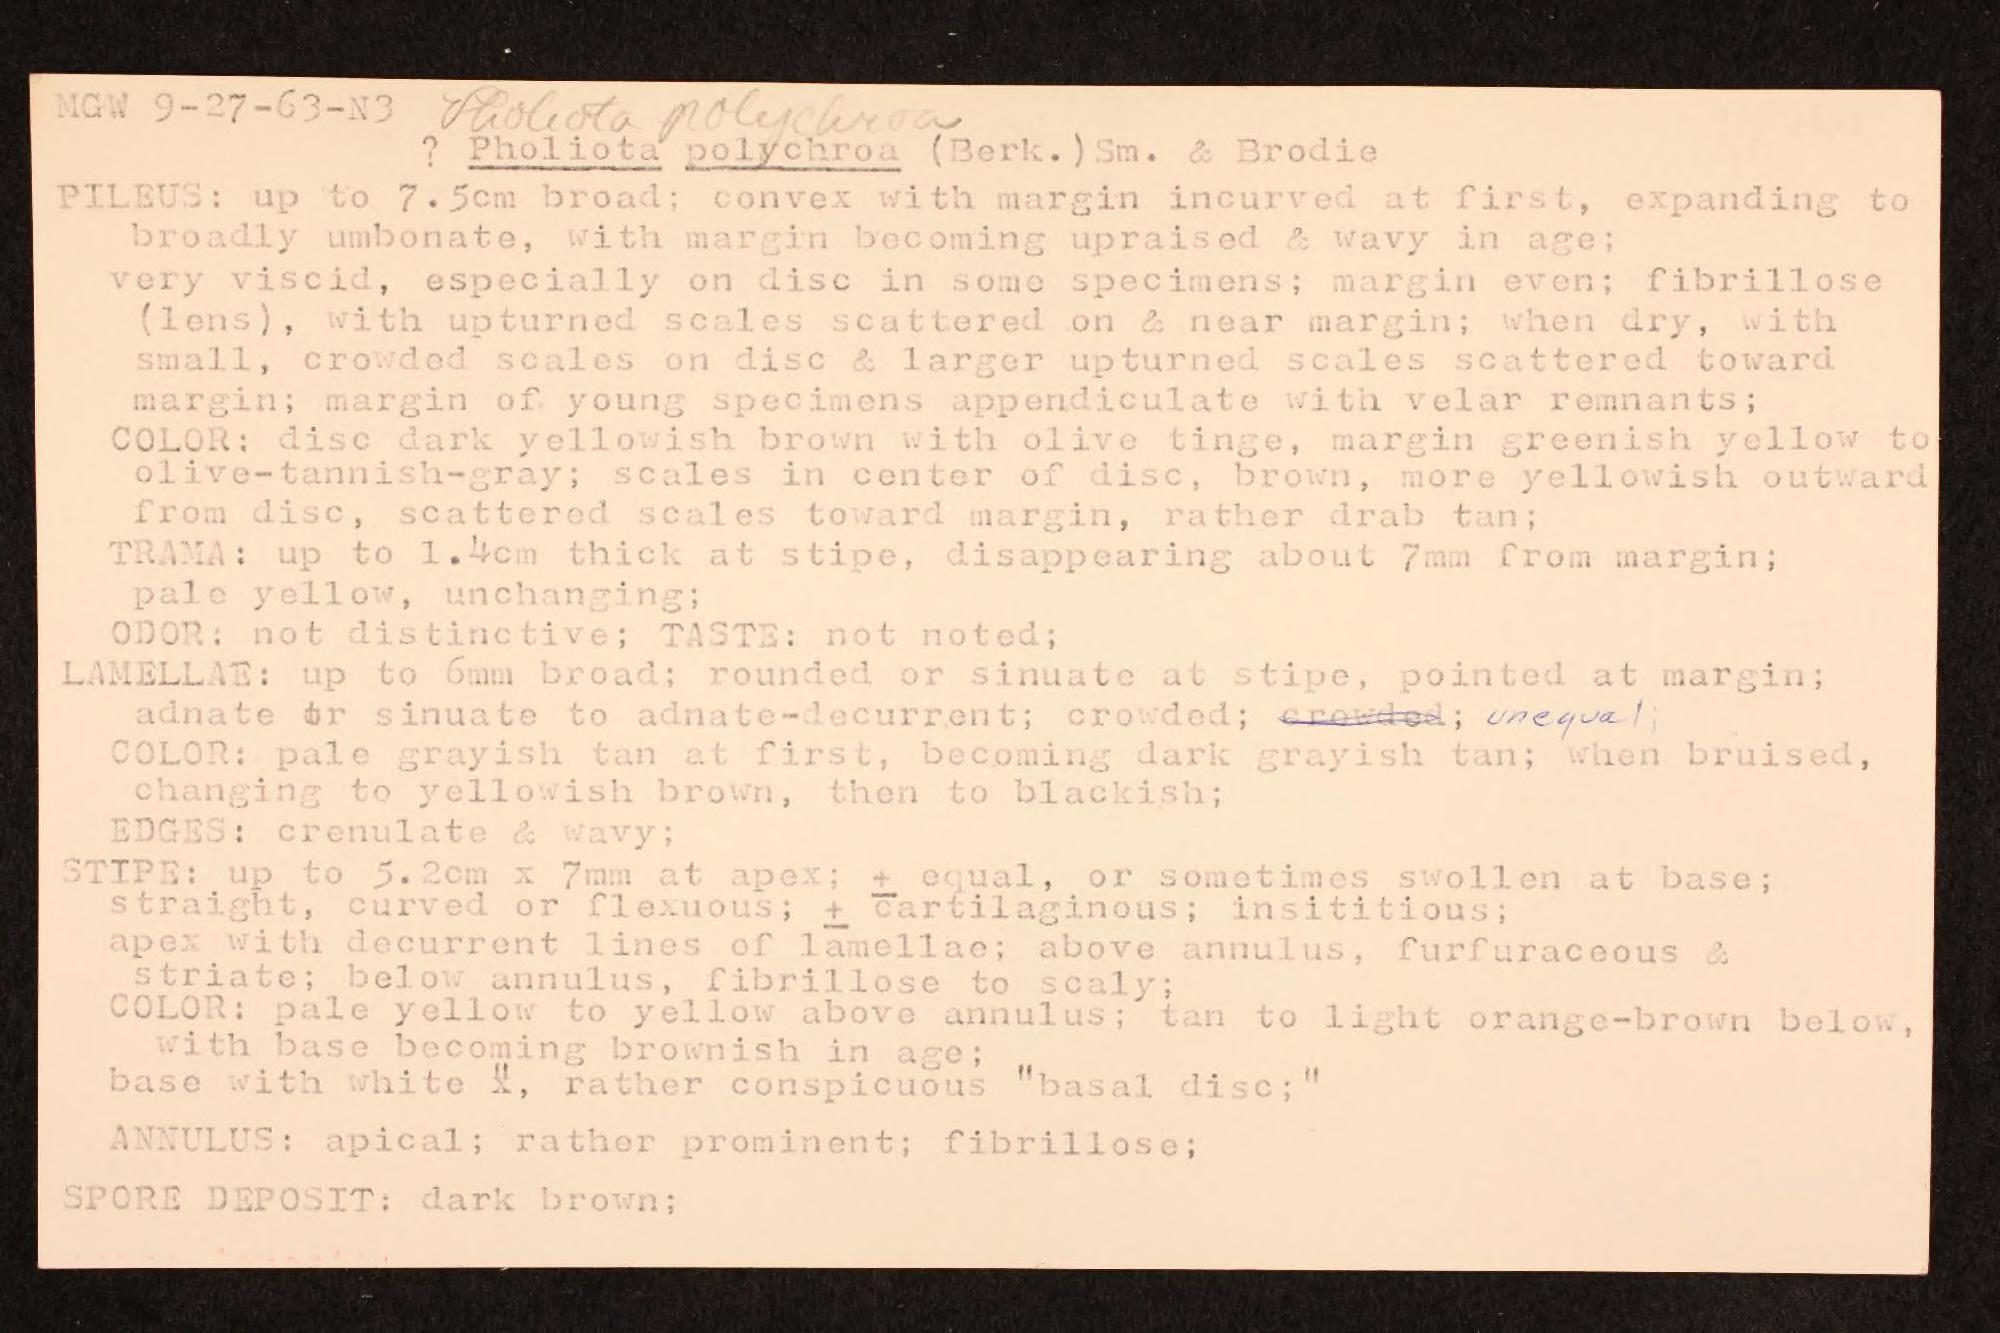 MGW 9-27-63-N3 Pholiota polychroa
? Pholiota polychroa (Berk.)Sm. & Brodie
PILEUS: up to 7.5cm broad; convex with margin incurved at first, expanding to
broadly umbonate, with margin becoming upraised & wavy in age;
very viscid, especially on disc in some specimens; margin even; fibrillose
(lens), with upturned scales scattered on & near margin; when dry, with
small, crowded scales on disc & larger upturned scales scattered toward
margin; margin of young specimens appendiculate with velar remnants;
COLOR: disc dark yellowish brown with olive tinge, margin greenish yellow to
olive-tannish-gray; scales in center of disc, brown, more yellowish outward
from disc, scattered scales toward margin, rather drab tan;
TRAMA: up to 1.4cm thick at stipe, disappearing about 7mm from margin;
pale yellow, unchanging;
ODOR: not distinctive; TASTE: not noted;
LAMELLAE: up to 6mm broad; rounded or sinuate at stipe, pointed at margin;
adnate or sinuate to adnate-decurrent; crowded; crowded; unequal;
COLOR: pale grayish tan at first, becoming dark grayish tan; when bruised,
changing to yellowish brown, then to blackish;
EDGES: crenulate & wavy;
STIPE: up to 5.2cm x 7mm at apex; ± equal, or sometimes swollen at base;
straight, curved or flexuous; ± cartilaginous; insititious;
apex with decurrent lines of lamellae; above annulus, furfuraceous &
striate; below annulus, fibrillose to scaly;
COLOR: pale yellow to yellow above annulus; tan to light orange-brown below,
with base becoming brownish in age;
base with white , rather conspicuous "basal disc;"
ANNULUS: apical; rather prominent; fibrillose;
SPORE DEPOSIT: dark brown;